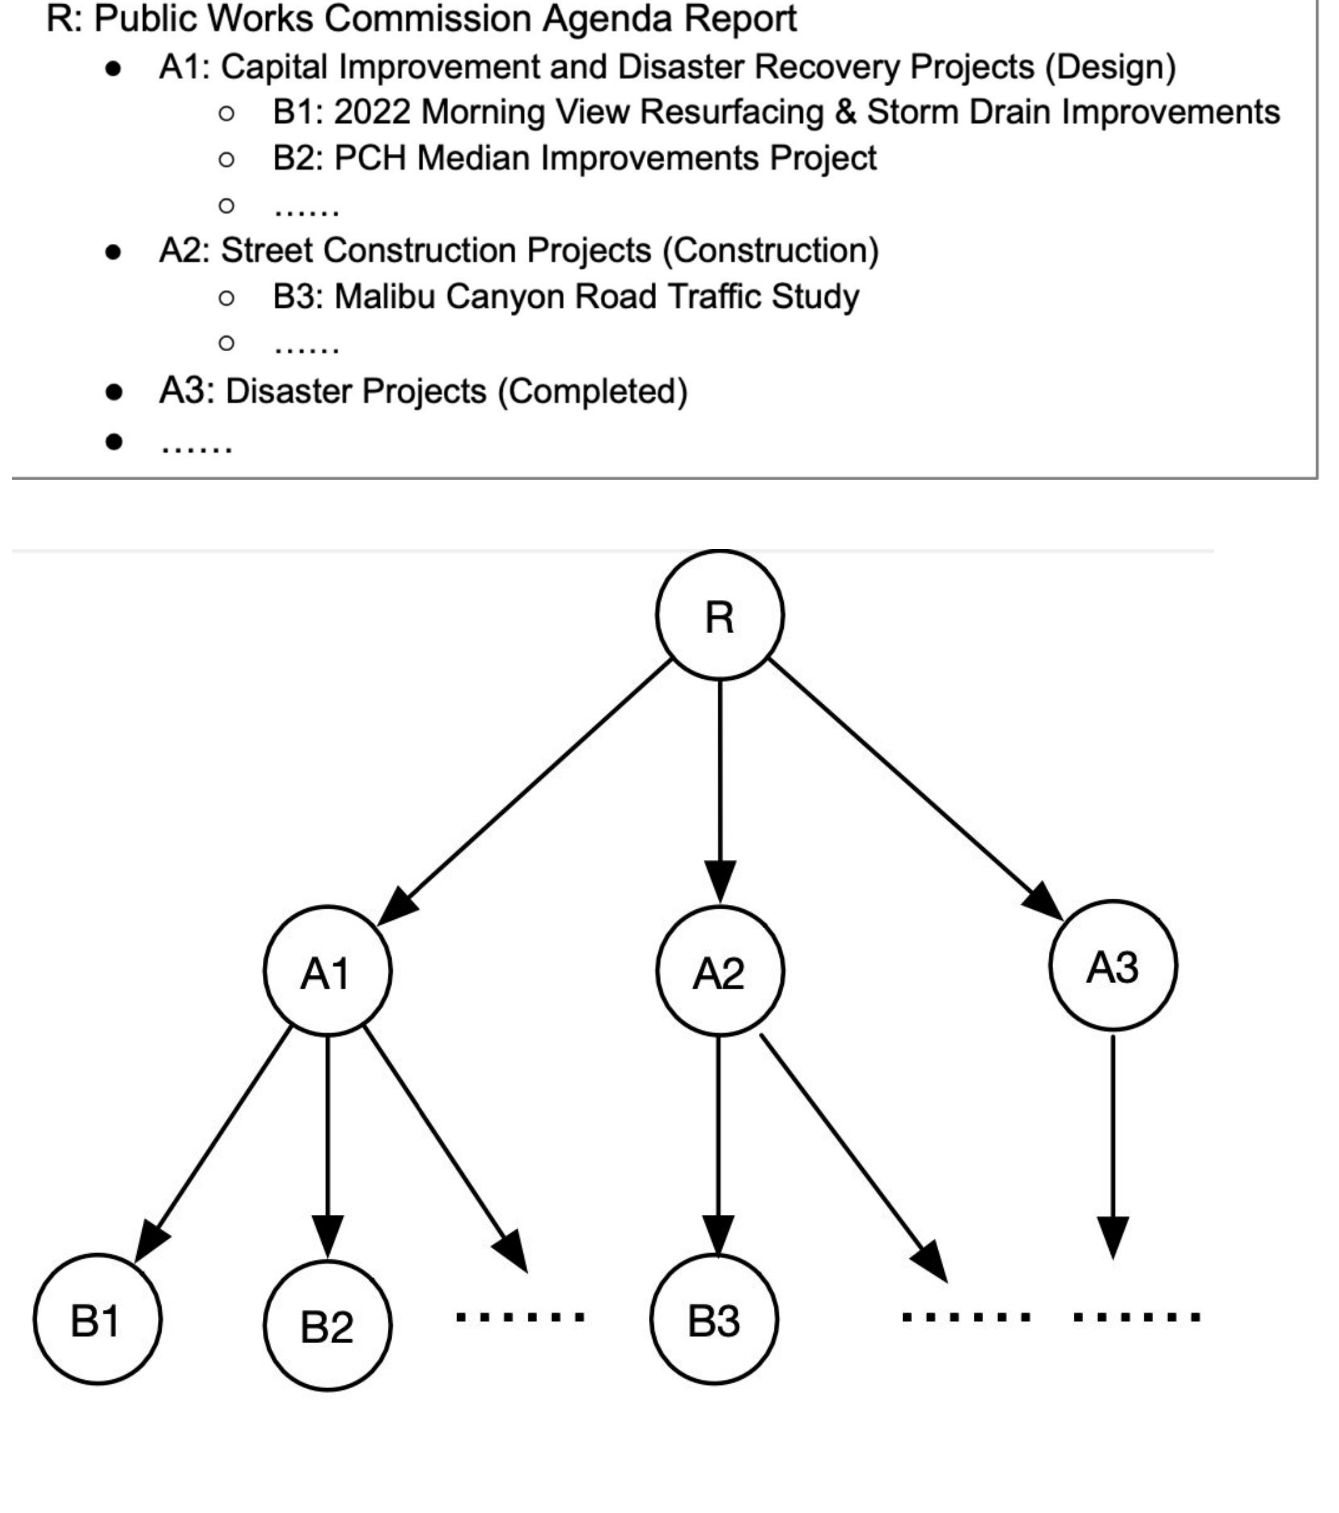 R: Public Works Commission Agenda Report
● A1: Capital Improvement and Disaster Recovery Projects (Design)
○ B1: 2022 Morning View Resurfacing & Storm Drain Improvements
○ B2: PCH Median Improvements Project
○ ......
● A2: Street Construction Projects (Construction)
○ B3: Malibu Canyon Road Traffic Study
○ ......
● A3: Disaster Projects (Completed)
● ......
R
A1 A2 A3
B1 B2 ...... B3 ...... ......